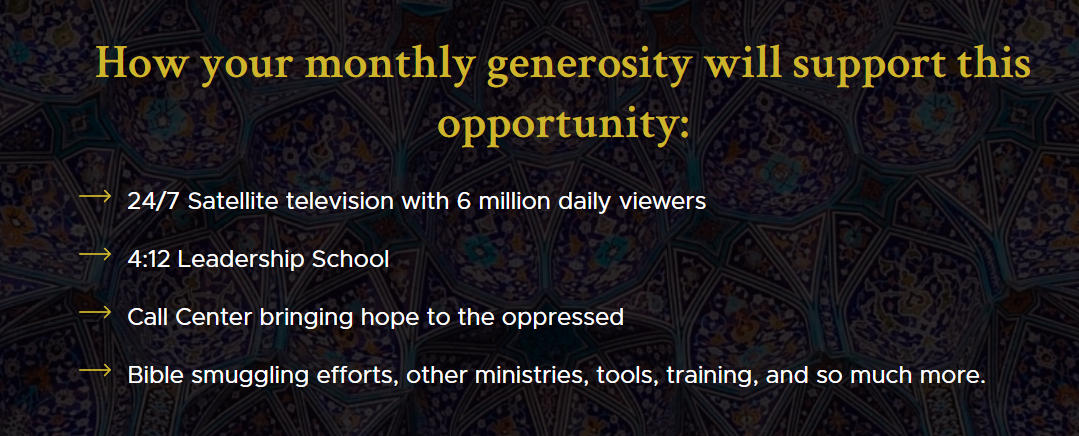 How your monthly generosity will support this
opportunity:
24/7 Satellite television with 6 million daily viewers
4:12 Leadership School
Call Center bringing hope to the oppressed
Bible smuggling efforts, other ministries, tools, training, and so much more.